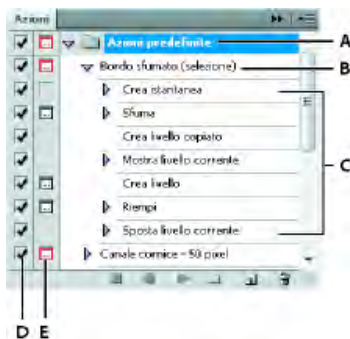 Azioni
Azioni predefinite
A
Bordo sfumato (selezione)
B
Crea istantanea
Sfuma
Crea livello copiato
Mostra livello corrente
C
Crea livello
Riempi
Sposta livello corrente
Canale cornice - 50 pixel
D E